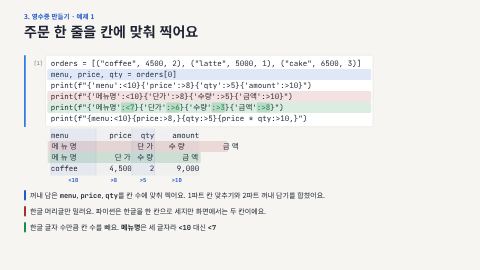 3. 영수증 만들기 · 예제 1
주문 한 줄을 칸에 맞춰 찍어요
[1] orders = [("coffee", 4500, 2), ("latte", 5000, 1), ("cake", 6500, 3)]
menu, price, qty = orders[0]
print(f"{'menu':<10}{'price':>8}{'qty':>5}{'amount':>10}")
print(f"{'메뉴명':<10}{'단가':>8}{'수량':>5}{'금액':>10}")
print(f"{'메뉴명':<7}{'단가':>6}{'수량':>3}{'금액':>8}")
print(f"{menu:<10}{price:>8,}{qty:>5}{price * qty:>10,}")
menu price qty amount
메뉴명 단가 수량 금액
메뉴명 단가 수량 금액
coffee 4,500 2 9,000
<10 >8 >5 >10
꺼내 담은 menu, price, qty를 칸 수에 맞춰 찍어요. 1파트 칸 맞추기와 2파트 꺼내 담기를 합쳤어요.
한글 머리글만 밀려요. 파이썬은 한글을 한 칸으로 세지만 화면에서는 두 칸이에요.
한글 글자 수만큼 칸 수를 빼요. 메뉴명은 세 글자라 <10 대신 <7